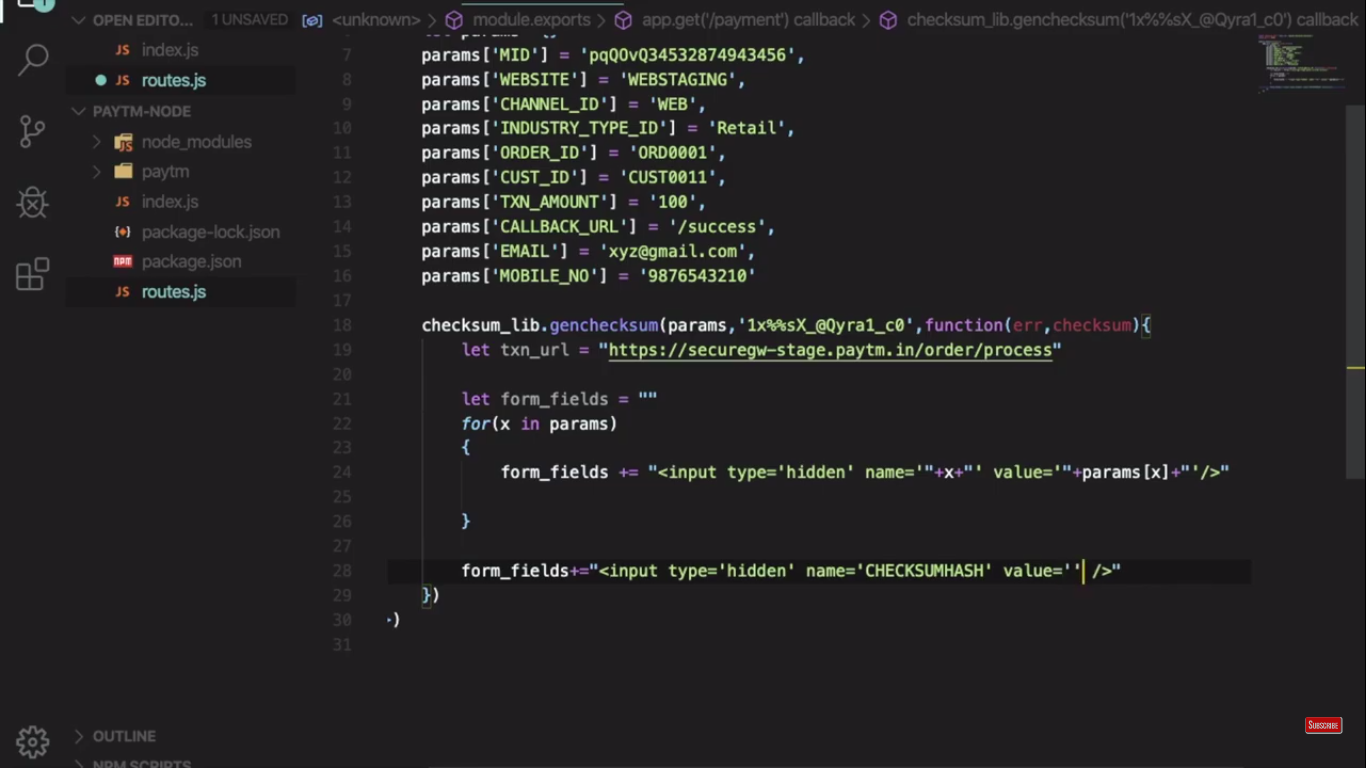 OPEN EDITO... 1 UNSAVED
<unknown> > module.exports > app.get('/payment') callback > checksum_lib.genchecksum('1x%%sX_@Qyra1_c0') callback
JS index.js
JS routes.js
PAYTM-NODE
node_modules
paytm
JS index.js
package-lock.json
npm package.json
JS routes.js
7 params['MID'] = 'pqQOvQ34532874943456',
8 params['WEBSITE'] = 'WEBSTAGING',
9 params['CHANNEL_ID'] = 'WEB',
10 params['INDUSTRY_TYPE_ID'] = 'Retail',
11 params['ORDER_ID'] = 'ORD0001',
12 params['CUST_ID'] = 'CUST0011',
13 params['TXN_AMOUNT'] = '100',
14 params['CALLBACK_URL'] = '/success',
15 params['EMAIL'] = 'xyz@gmail.com',
16 params['MOBILE_NO'] = '9876543210'
17
18 checksum_lib.genchecksum(params,'1x%%sX_@Qyra1_c0',function(err,checksum){
19 let txn_url = "https://securegw-stage.paytm.in/order/process"
20
21 let form_fields = ""
22 for(x in params)
23 {
24 form_fields += "<input type='hidden' name='"+x+"' value='"+params[x]+"'/>"
25
26 }
27
28 form_fields+="<input type='hidden' name='CHECKSUMHASH' value='' />"
29 })
30 )
31
OUTLINE
NPM SCRIPTS
SUBSCRIBE